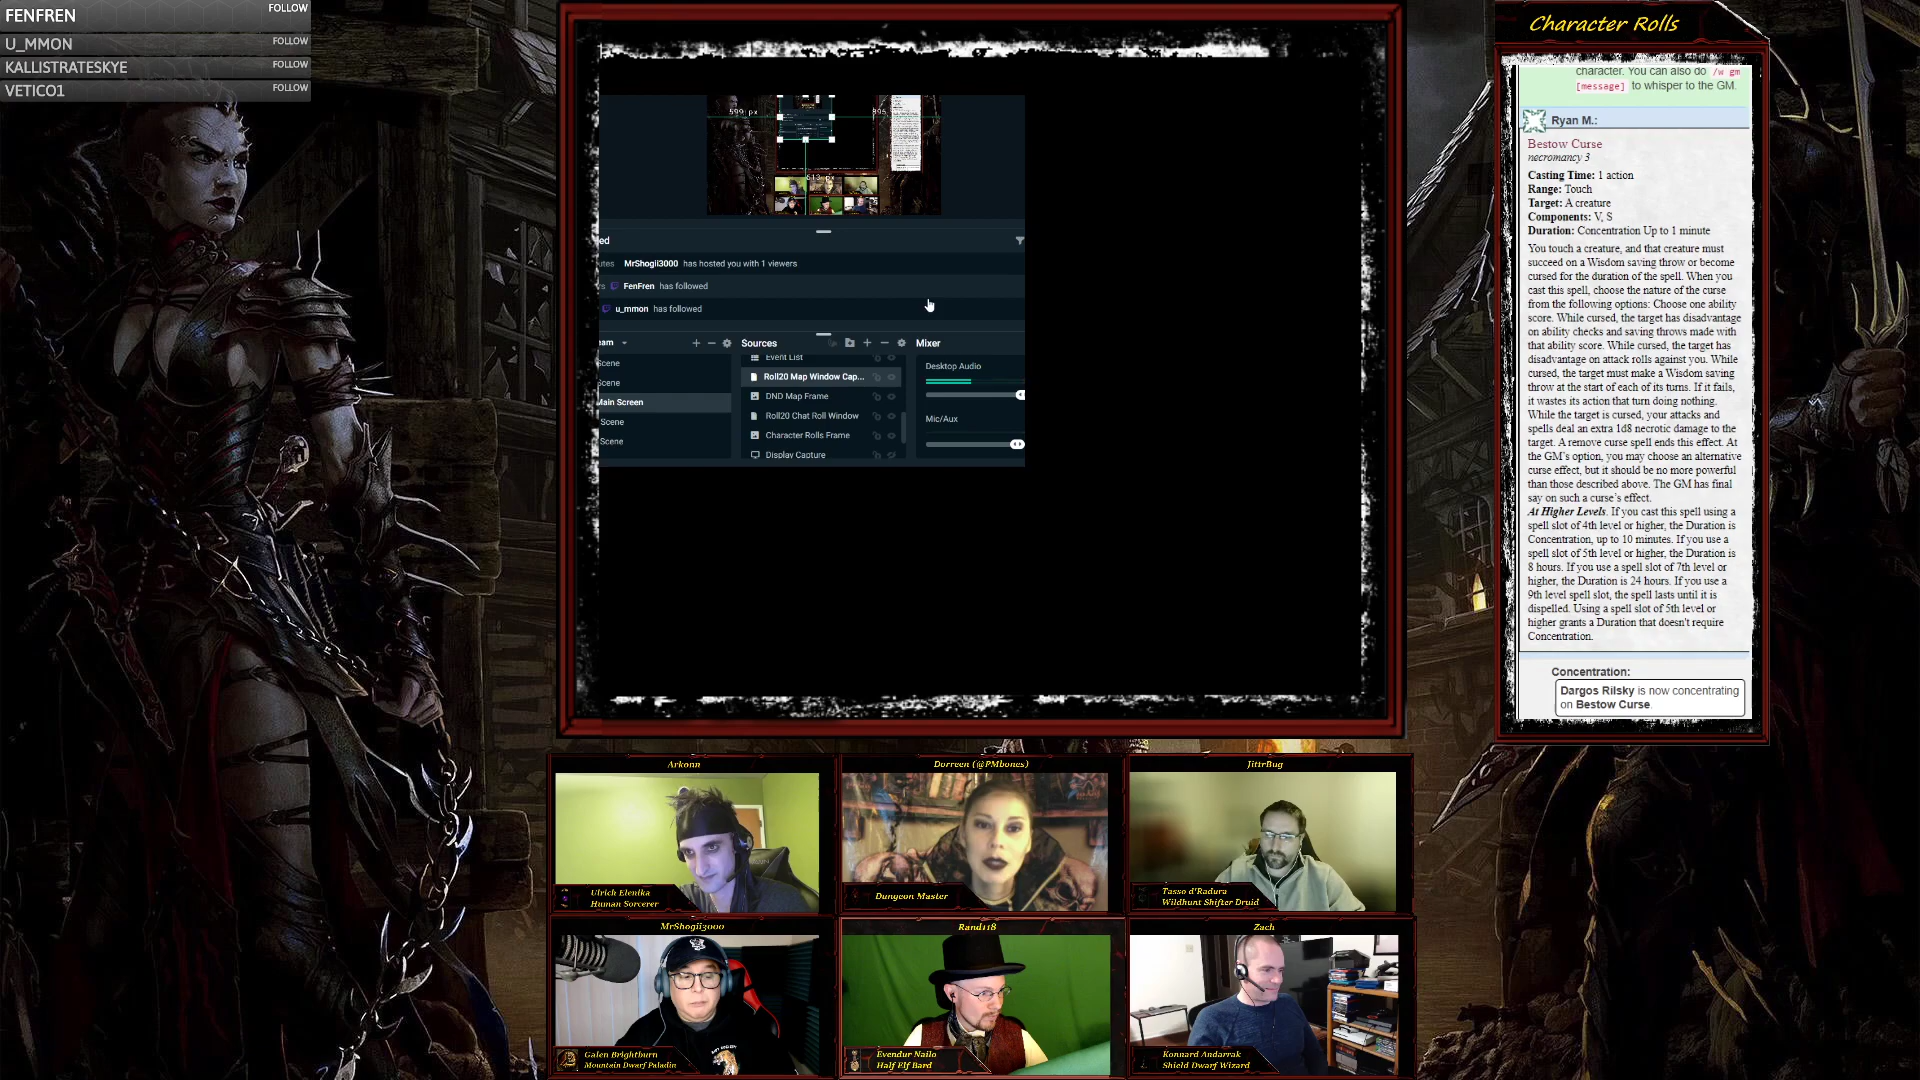 FENFREN FOLLOW
U_MMON FOLLOW
KALLISTRATESKYE FOLLOW
VETICO1 FOLLOW
599 px
895
513 px
ed
utes MrShogii3000 has hosted you with 1 viewers
rs FenFren has followed
u_mmon has followed
eam
Scene
Scene
Main Screen
Scene
Scene
Sources
Event List
Roll20 Map Window Cap...
DND Map Frame
Roll20 Chat Roll Window
Character Rolls Frame
Display Capture
Mixer
Desktop Audio
Mic/Aux
Character Rolls
character. You can also do /w gm
[message] to whisper to the GM.
Ryan M.:
Bestow Curse
necromancy 3
Casting Time: 1 action
Range: Touch
Target: A creature
Components: V, S
Duration: Concentration Up to 1 minute
You touch a creature, and that creature must
succeed on a Wisdom saving throw or become
cursed for the duration of the spell. When you
cast this spell, choose the nature of the curse
from the following options: Choose one ability
score. While cursed, the target has disadvantage
on ability checks and saving throws made with
that ability score. While cursed, the target has
disadvantage on attack rolls against you. While
cursed, the target must make a Wisdom saving
throw at the start of each of its turns. If it fails,
it wastes its action that turn doing nothing.
While the target is cursed, your attacks and
spells deal an extra 1d8 necrotic damage to the
target. A remove curse spell ends this effect. At
the GM's option, you may choose an alternative
curse effect, but it should be no more powerful
than those described above. The GM has final
say on such a curse's effect.
At Higher Levels. If you cast this spell using a
spell slot of 4th level or higher, the Duration is
Concentration, up to 10 minutes. If you use a
spell slot of 5th level or higher, the Duration is
8 hours. If you use a spell slot of 7th level or
higher, the Duration is 24 hours. If you use a
9th level spell slot, the spell lasts until it is
dispelled. Using a spell slot of 5th level or
higher grants a Duration that doesn't require
Concentration.
Concentration:
Dargos Rilsky is now concentrating
on Bestow Curse.
Arkonn
Ulrich Elenika
Human Sorcerer
Dorreen (@PMbones)
Dungeon Master
JittrBug
Tasso d'Radura
Wildhunt Shifter Druid
MrShogii3000
Galen Brightburn
Mountain Dwarf Paladin
Rand118
Evendur Nailo
Half Elf Bard
Zach
Konnard Andarrak
Shield Dwarf Wizard